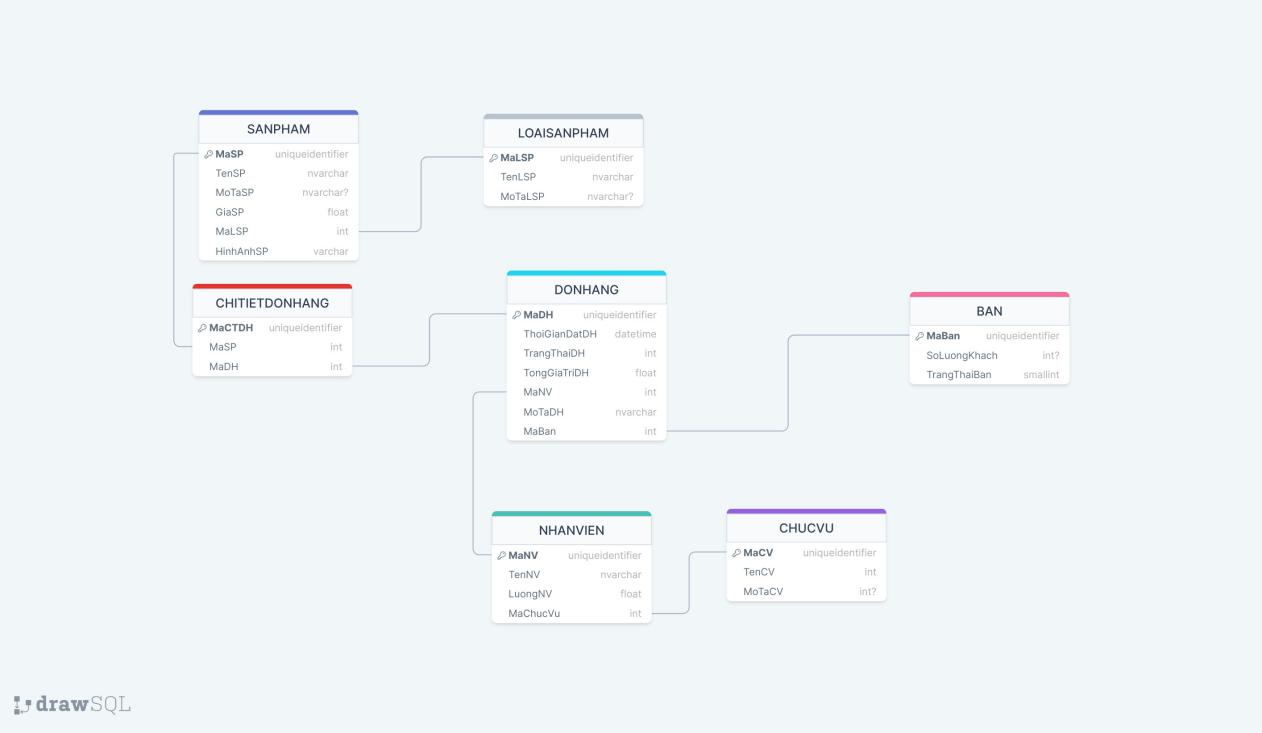 SANPHAM
MaSP uniqueidentifier
TenSP nvarchar
MoTaSP nvarchar?
GiaSP float
MaLSP int
HinhAnhSP varchar
LOAISANPHAM
MaLSP uniqueidentifier
TenLSP nvarchar
MoTaLSP nvarchar?
CHITIETDONHANG
MaCTDH uniqueidentifier
MaSP int
MaDH int
DONHANG
MaDH uniqueidentifier
ThoiGianDatDH datetime
TrangThaiDH int
TongGiaTriDH float
MaNV int
MoTaDH nvarchar
MaBan int
BAN
MaBan uniqueidentifier
SoLuongKhach int?
TrangThaiBan smallint
NHANVIEN
MaNV uniqueidentifier
TenNV nvarchar
LuongNV float
MaChucVu int
CHUCVU
MaCV uniqueidentifier
TenCV int
MoTaCV int?
drawSQL